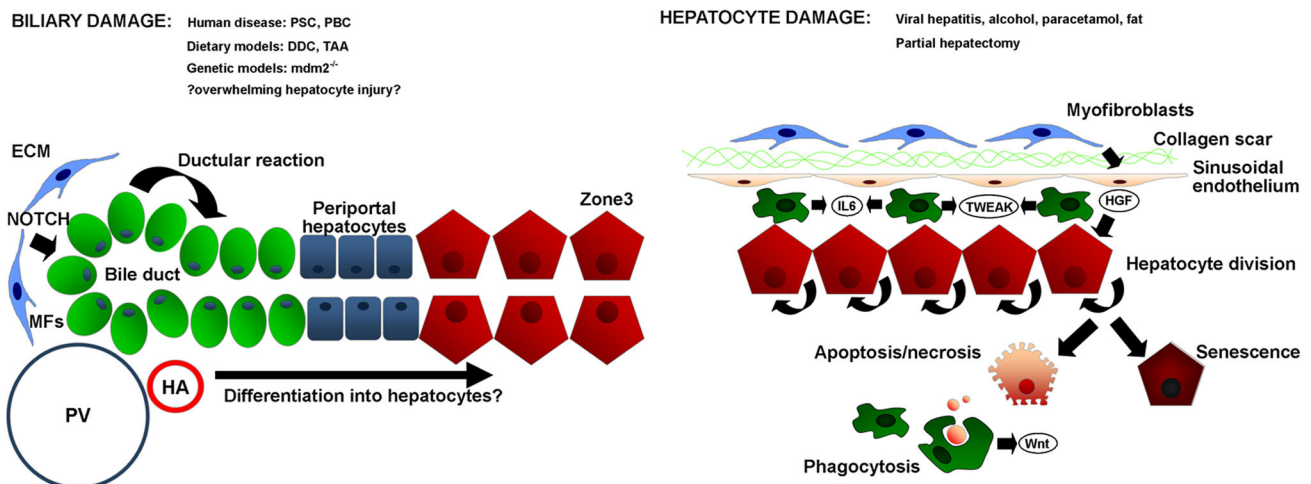 BILIARY DAMAGE:
Human disease: PSC, PBC
Dietary models: DDC, TAA
Genetic models: mdm2-/-
?overwhelming hepatocyte injury?
ECM
Ductular reaction
NOTCH
Bile duct
MFs
Periportal
hepatocytes
Zone3
PV
HA
Differentiation into hepatocytes?
HEPATOCYTE DAMAGE:
Viral hepatitis, alcohol, paracetamol, fat
Partial hepatectomy
Myofibroblasts
Collagen scar
Sinusoidal
endothelium
IL6
TWEAK
HGF
Hepatocyte division
Apoptosis/necrosis
Senescence
Phagocytosis
Wnt